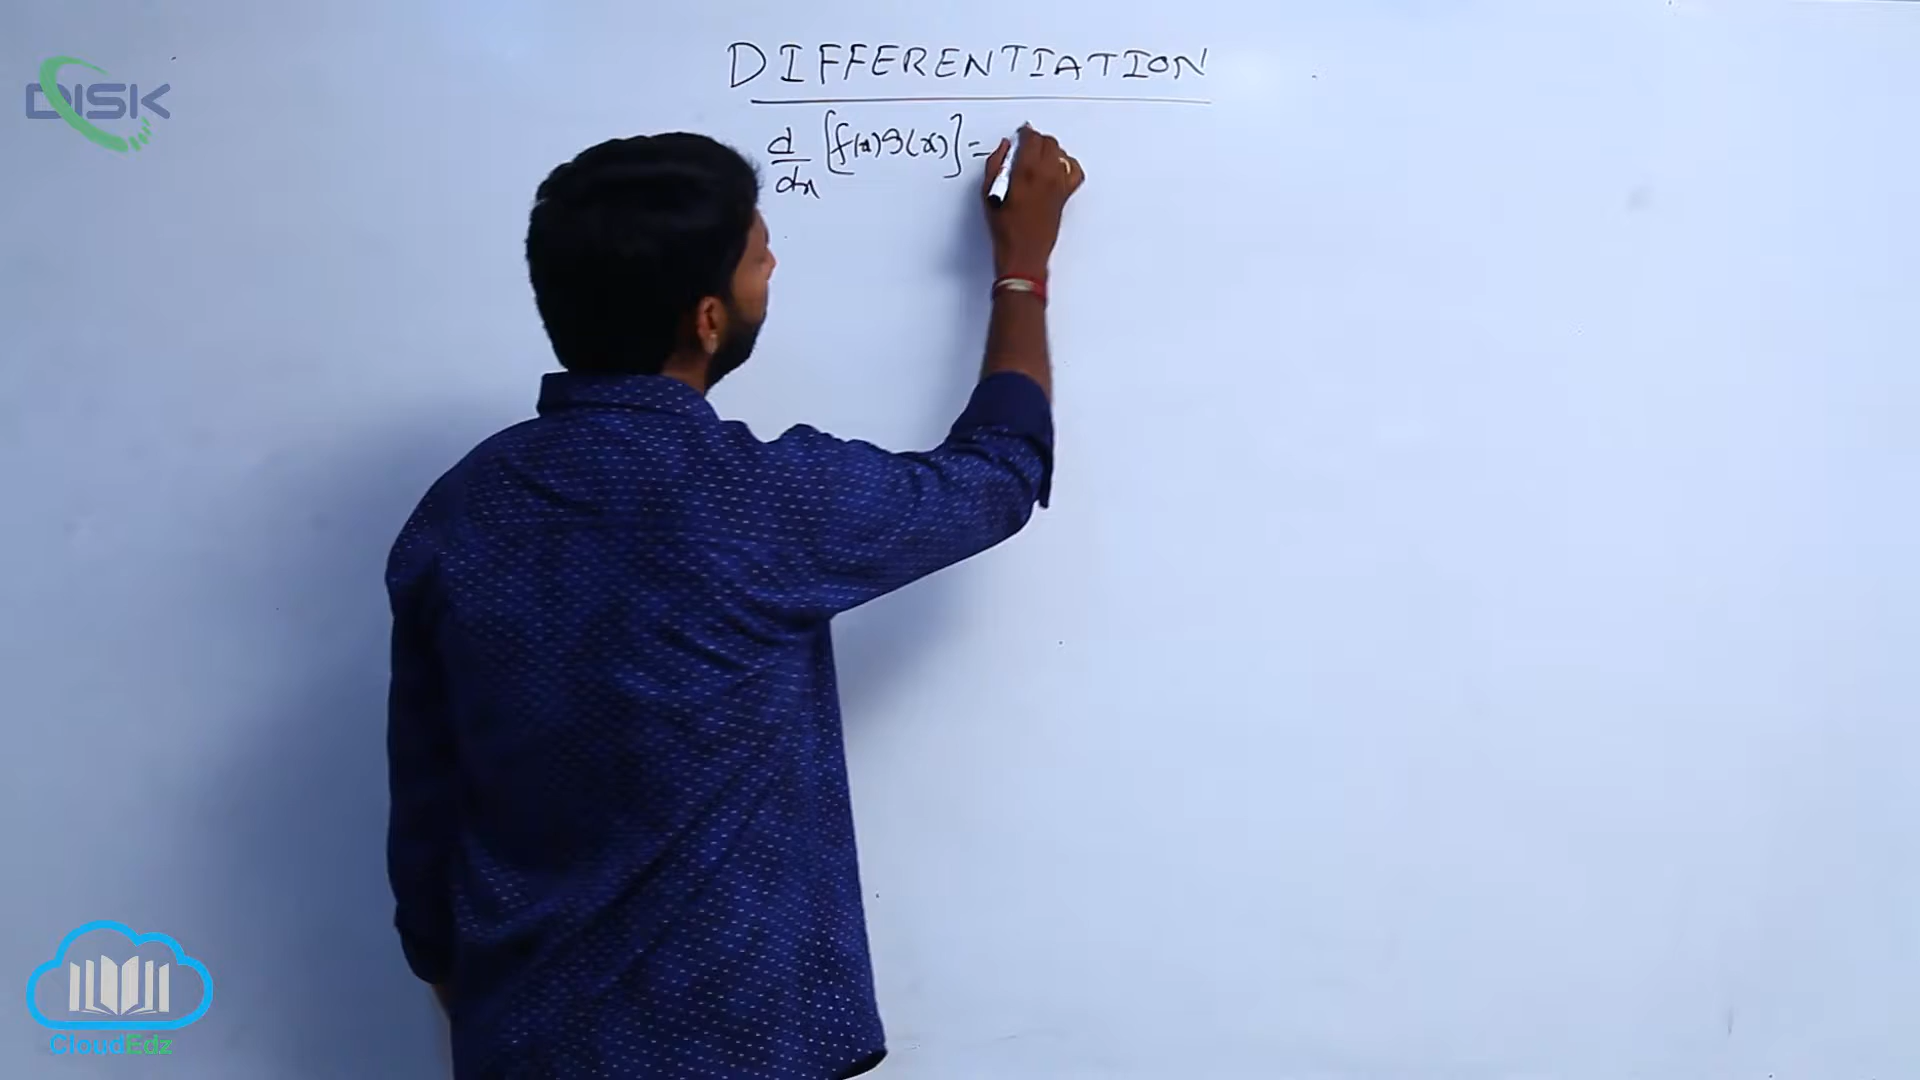 DISK
DIFFERENTIATION
d/dx [f(x)g(x)] =
CloudEdz